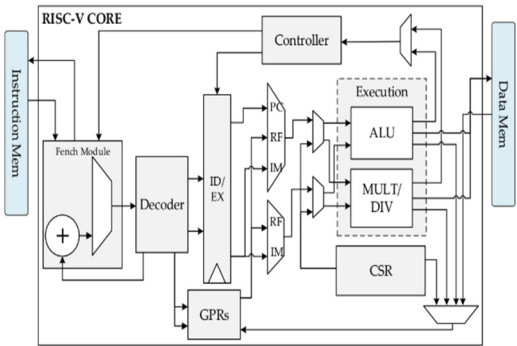 RISC-V CORE
Instruction Mem
Controller
Data Mem
Execution
Fench Module
PC
RF
IM
ALU
ID/
EX
Decoder
MULT/
DIV
RF
IM
+
CSR
GPRs